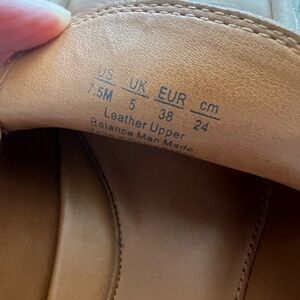 US UK EUR cm
7.5M 5 38 24
Leather Upper
Balance Man Made